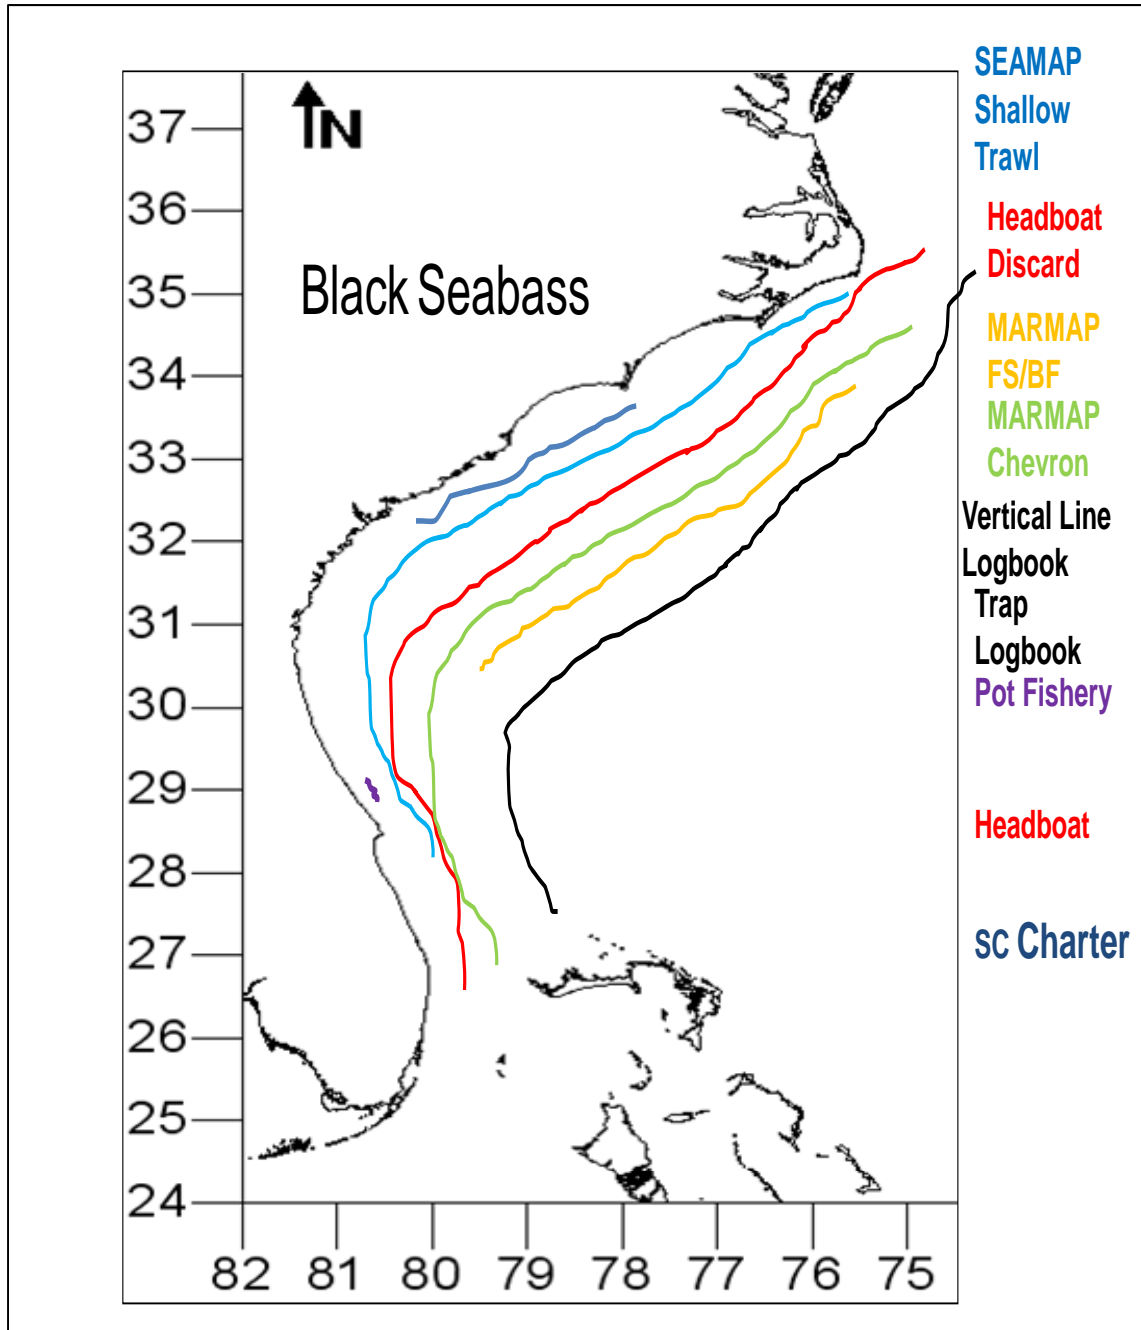 SEAMAP
Shallow
Trawl
Headboat
Discard
MARMAP
FS/BF
MARMAP
Chevron
Vertical Line
Logbook
Trap
Logbook
Pot Fishery
Headboat
SC Charter
N
Black Seabass
37
36
35
34
33
32
31
30
29
28
27
26
25
24
82 81 80 79 78 77 76 75